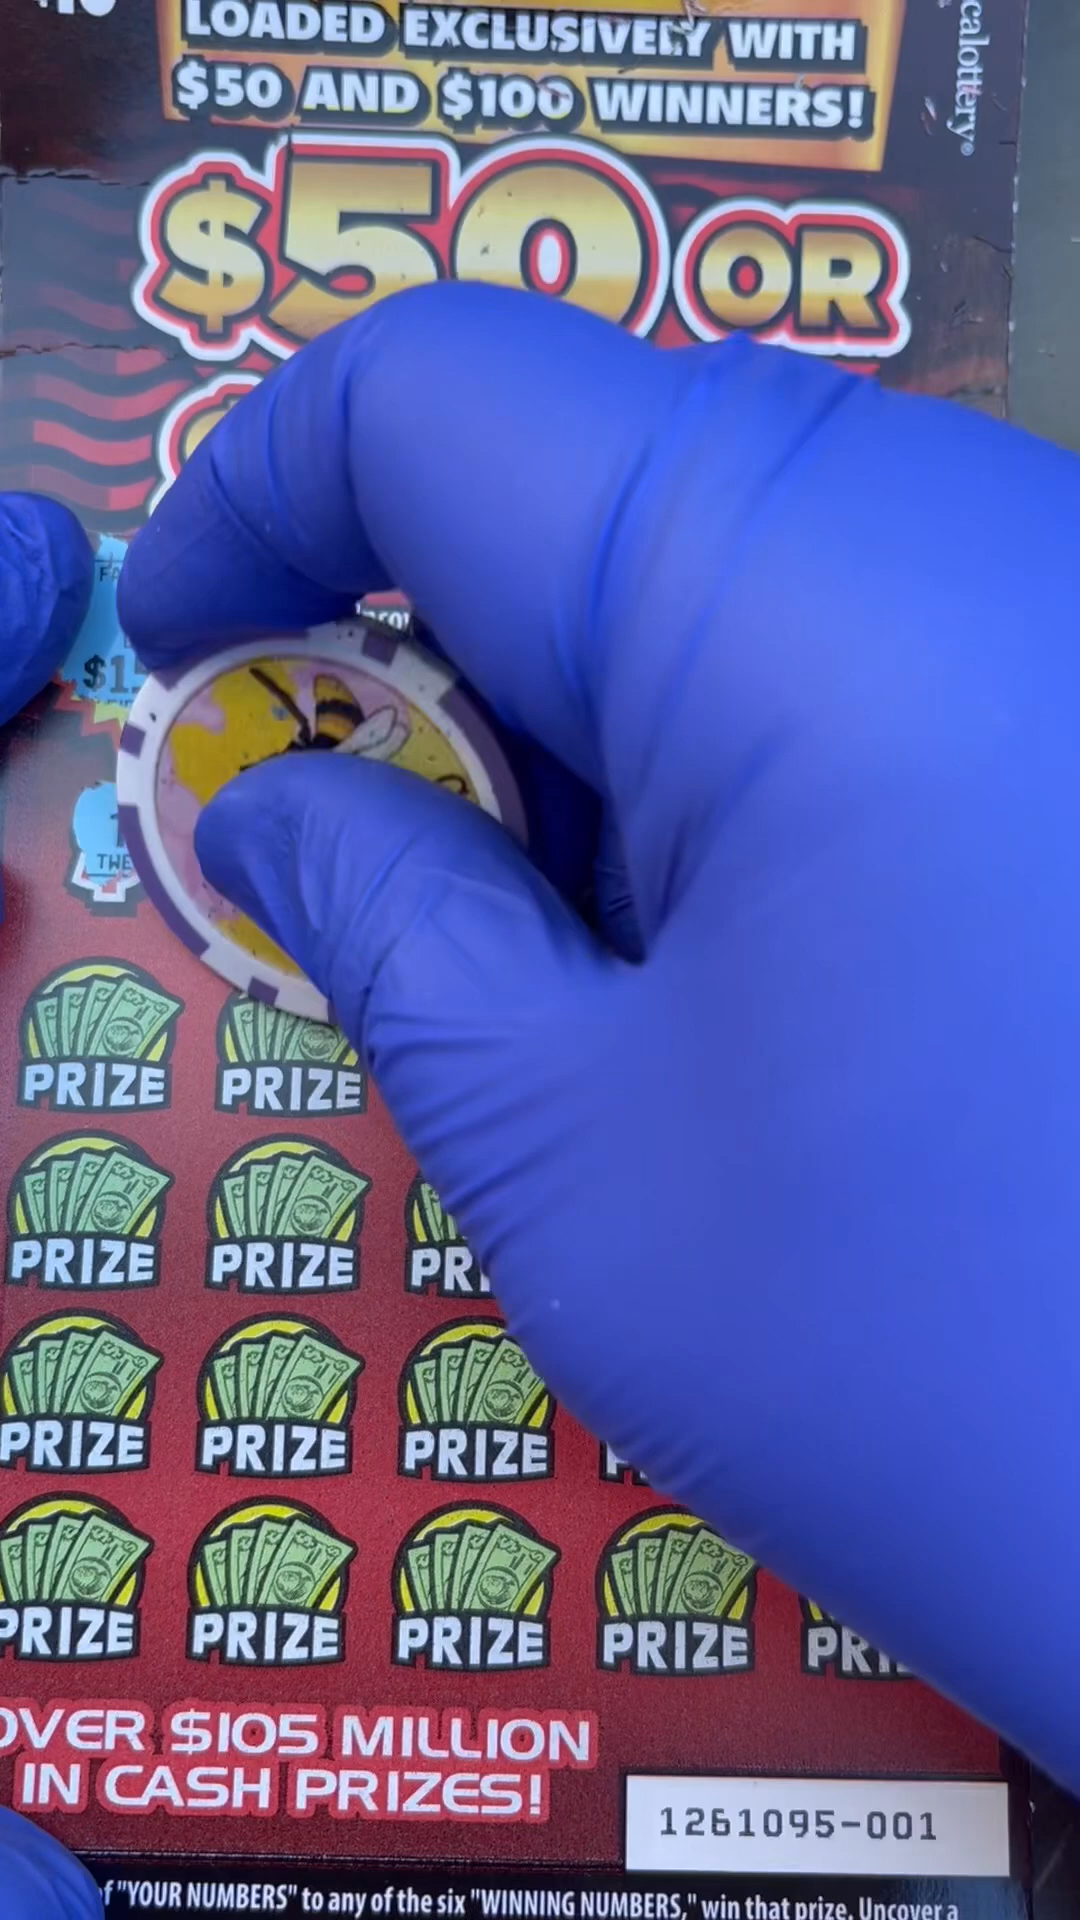 LOADED EXCLUSIVELY WITH
$50 AND $100 WINNERS!
calottery®
$50 OR
PRIZE
PRIZE
PRIZE
PRIZE
PRIZE
PRIZE
PRIZE
PRIZE
PRIZE
PRIZE
PRIZE
OVER $105 MILLION
IN CASH PRIZES!
1261095-001
of "YOUR NUMBERS" to any of the six "WINNING NUMBERS," win that prize. Uncover a